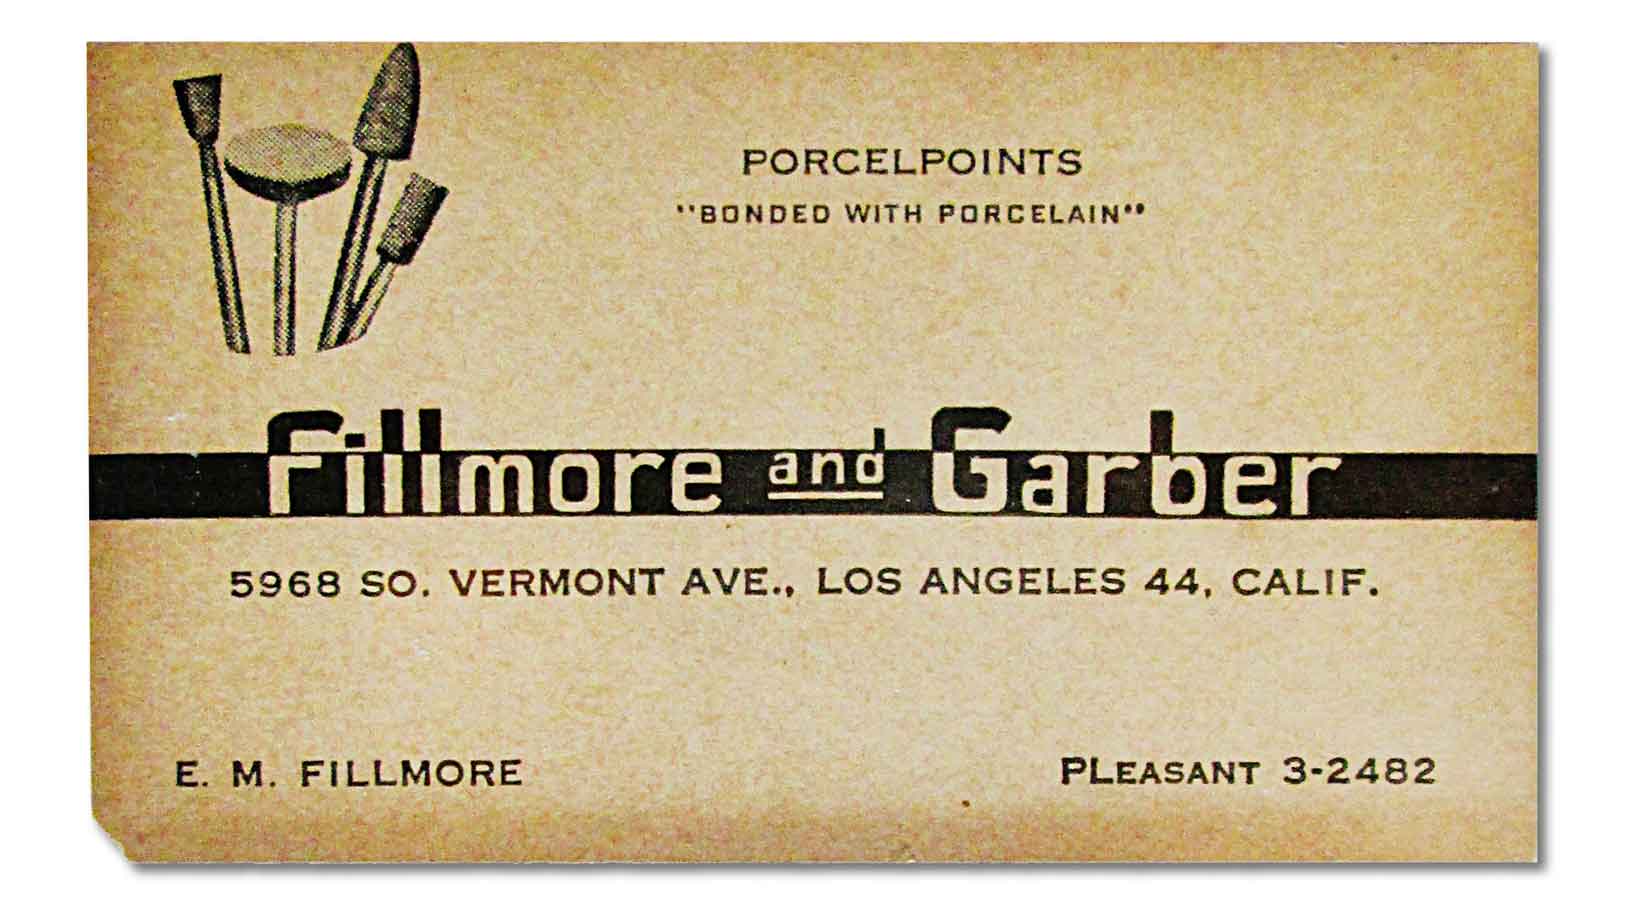 PORCELPOINTS
"BONDED WITH PORCELAIN"
Fillmore and Garber
5968 SO. VERMONT AVE., LOS ANGELES 44, CALIF.
E. M. FILLMORE
PLEASANT 3-2482